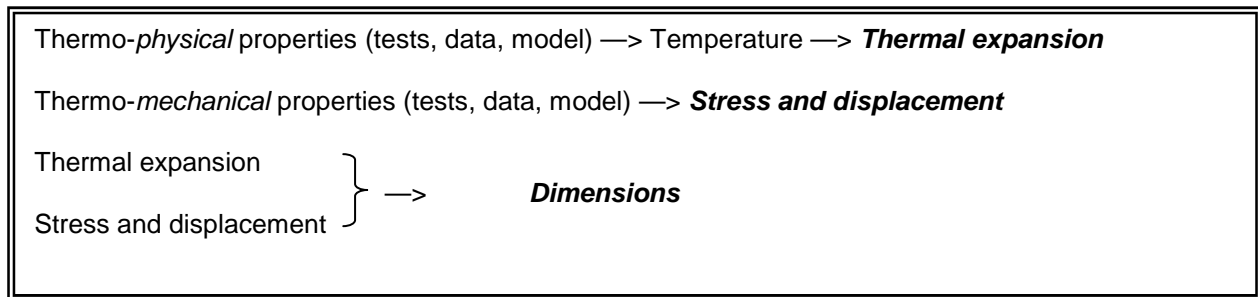 Thermo-physical properties (tests, data, model) —> Temperature —> Thermal expansion
Thermo-mechanical properties (tests, data, model) —> Stress and displacement
Thermal expansion
—> Dimensions
Stress and displacement